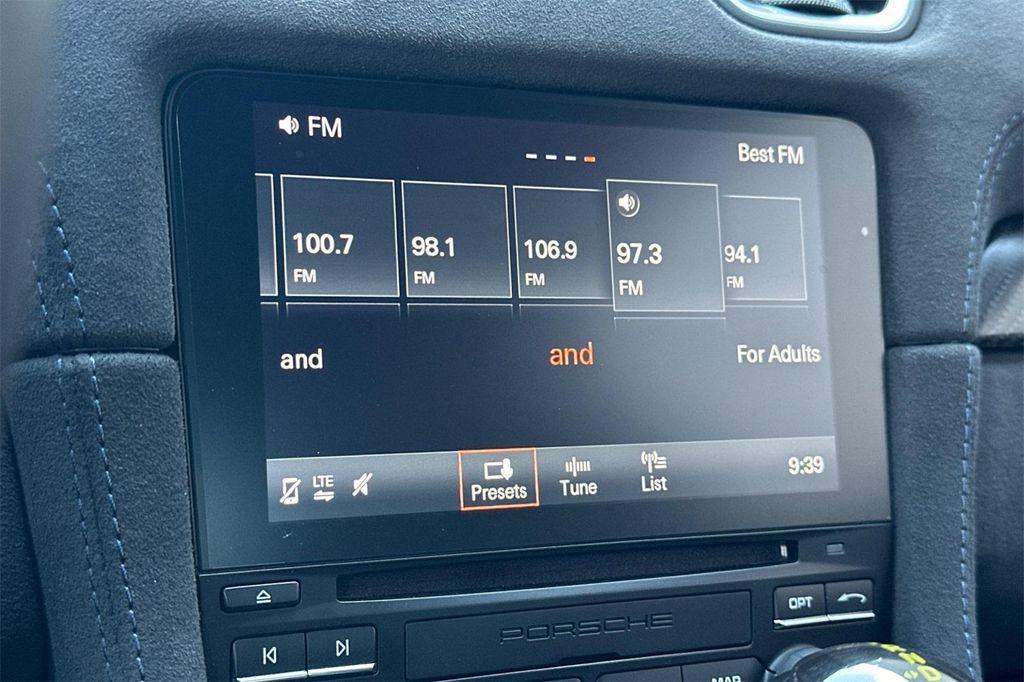 FM
Best FM
100.7
FM
98.1
FM
106.9
FM
97.3
FM
94.1
FM
and
and
For Adults
LTE
Presets
Tune
List
9:39
OPT
PORSCHE
MAP